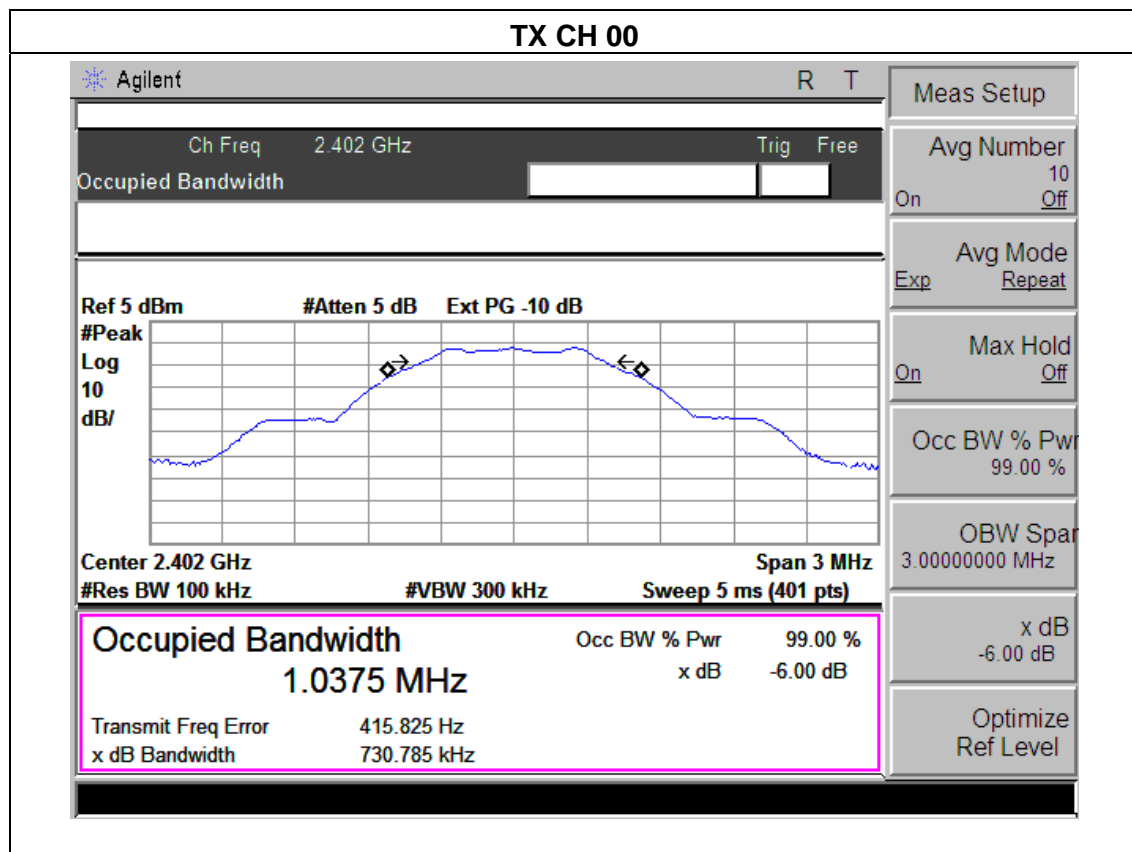 TX CH 00
Agilent R T
Ch Freq 2.402 GHz Trig Free
Occupied Bandwidth
Ref 5 dBm #Atten 5 dB Ext PG -10 dB
#Peak
Log
10
dB/
Center 2.402 GHz Span 3 MHz
#Res BW 100 kHz #VBW 300 kHz Sweep 5 ms (401 pts)
Occupied Bandwidth Occ BW % Pwr 99.00 %
1.0375 MHz x dB -6.00 dB
Transmit Freq Error 415.825 Hz
x dB Bandwidth 730.785 kHz
Meas Setup
Avg Number
10
On Off
Avg Mode
Exp Repeat
Max Hold
On Off
Occ BW % Pwr
99.00 %
OBW Span
3.00000000 MHz
x dB
-6.00 dB
Optimize
Ref Level